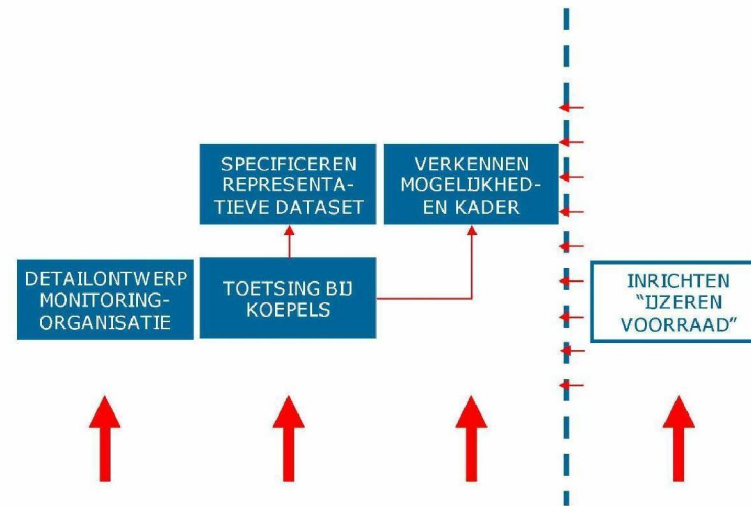 SPECIFICEREN
REPRESENTA-
TIEVE DATASET
VERKENNEN
MOGELIJKHED-
EN KADER
DETAILONTWERP
MONITORING-
ORGANISATIE
TOETSING BIJ
KOEPELS
INRICHTEN
“IJZEREN
VOORRAAD”